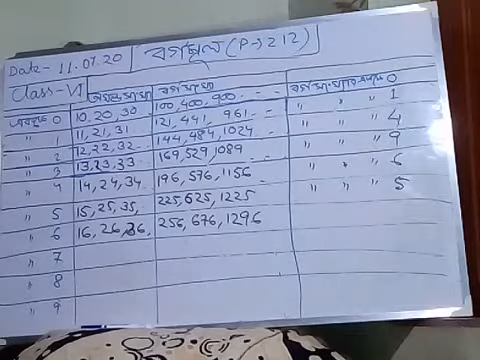 Date- 11.07.20 বর্গমূল (P→212)
Class-VI বর্গ সংখ্যা
একক 0 10, 20, 30 100, 400, 900 0
" 1 11, 21, 31 121, 441, 961 " " " 1
" 2 12, 22, 32 144, 484, 1024 " " " 4
" 3 13, 23, 33 169, 529, 1089 " " " 9
" 4 14, 24, 34 196, 576, 1156 " " " 6
" 5 15, 25, 35, 225, 625, 1225 " " " 5
" 6 16, 26, 36, 256, 676, 1296
" 7
" 8
" 9